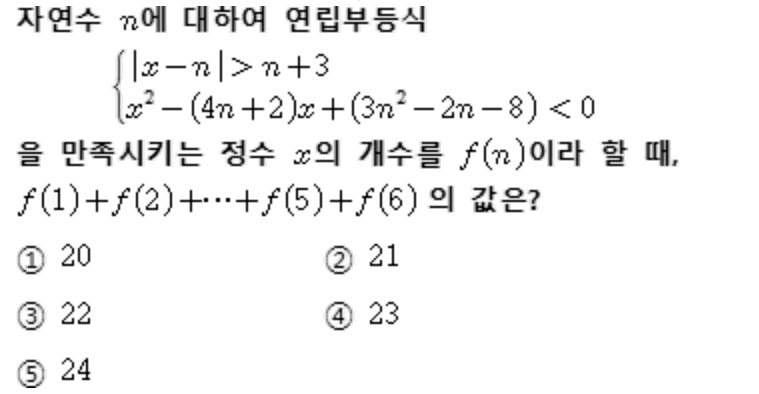 자연수 n에 대하여 연립부등식
|x-n|>n+3
x²-(4n+2)x+(3n²-2n-8)<0
을 만족시키는 정수 x의 개수를 f(n)이라 할 때,
f(1)+f(2)+⋯+f(5)+f(6) 의 값은?
① 20 ② 21
③ 22 ④ 23
⑤ 24